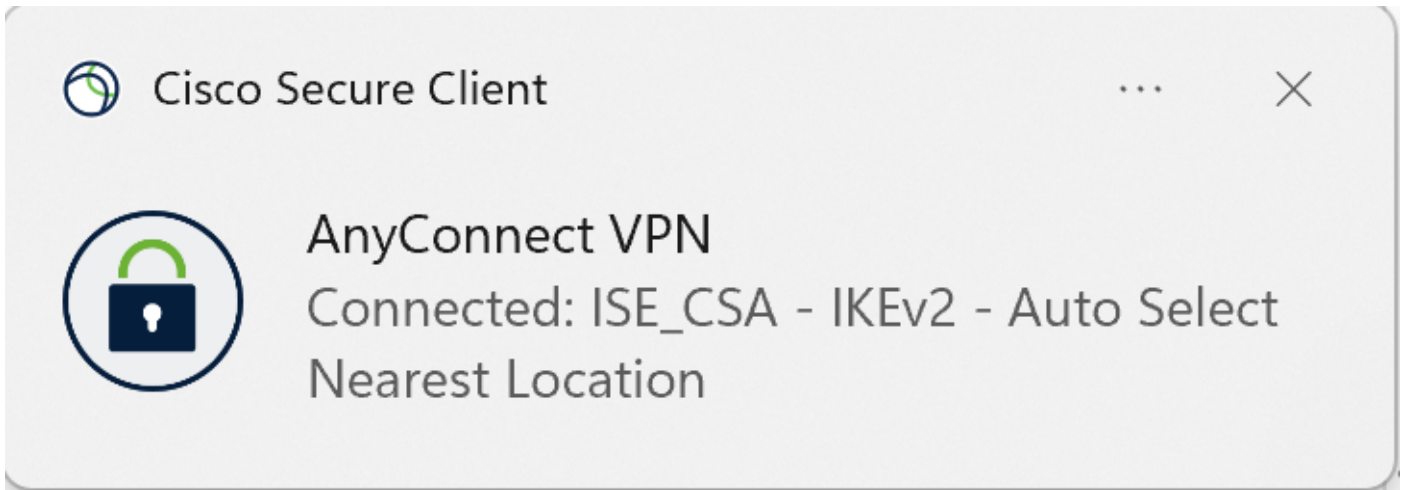 Cisco Secure Client
AnyConnect VPN
Connected: ISE_CSA - IKEv2 - Auto Select
Nearest Location